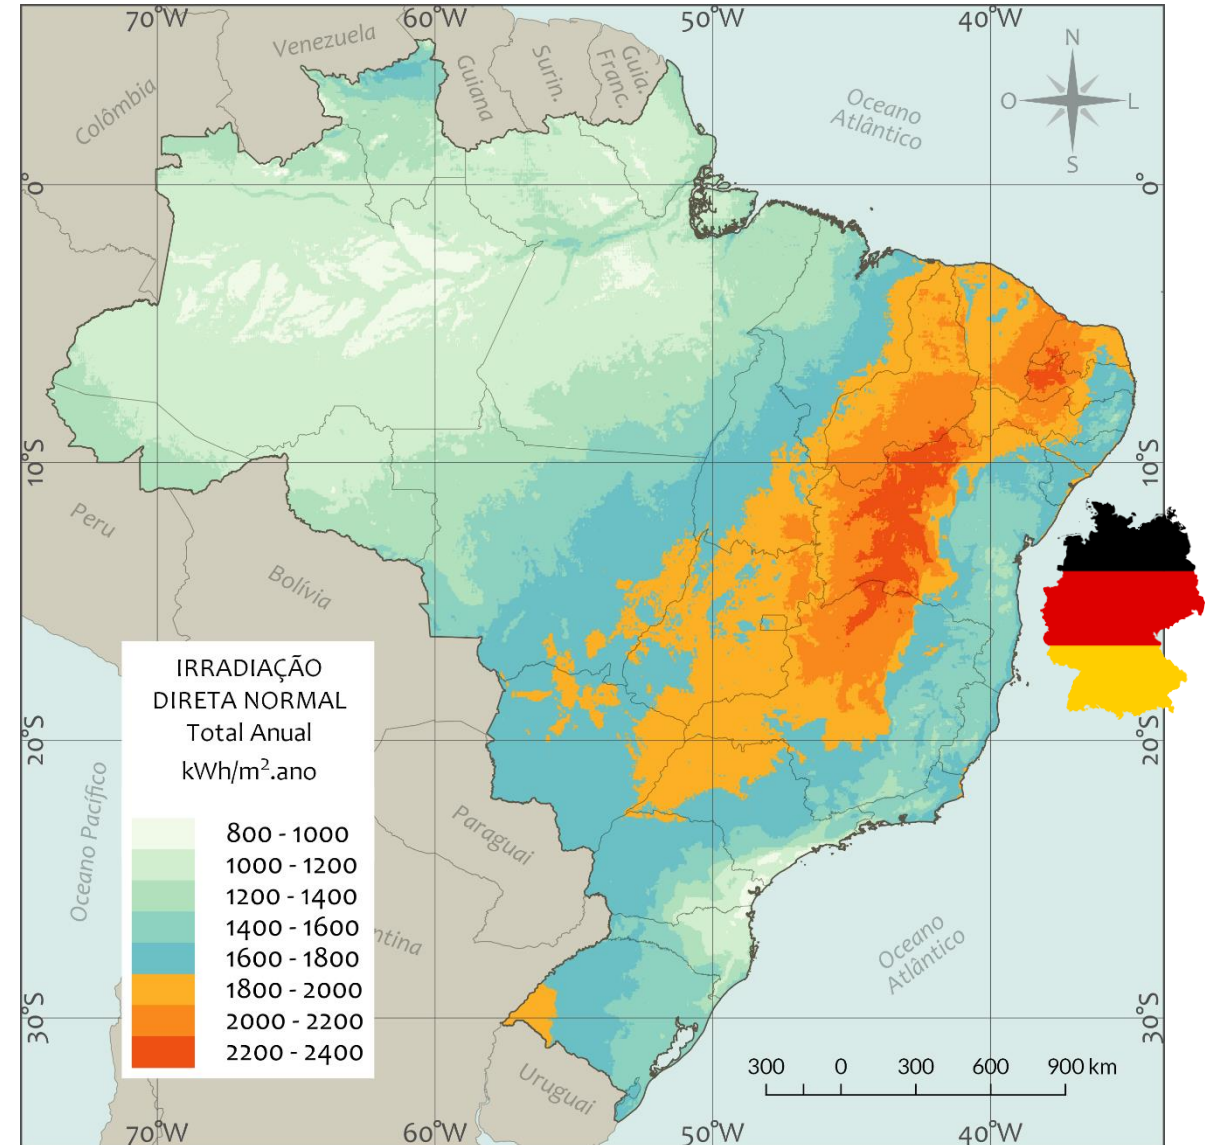 70°W
60°W
50°W
40°W
Venezuela
Colômbia
Guiana
Surin.
Guia.
Franc.
Oceano
Atlântico
N
O
L
S
0°
0°
10°S
10°S
Peru
Bolívia
20°S
20°S
Oceano Pacífico
Paraguai
ntina
Oceano
Atlântico
30°S
30°S
Uruguai
IRRADIAÇÃO
DIRETA NORMAL
Total Anual
kWh/m².ano
800 - 1000
1000 - 1200
1200 - 1400
1400 - 1600
1600 - 1800
1800 - 2000
2000 - 2200
2200 - 2400
300 0 300 600 900 km
70°W
60°W
50°W
40°W